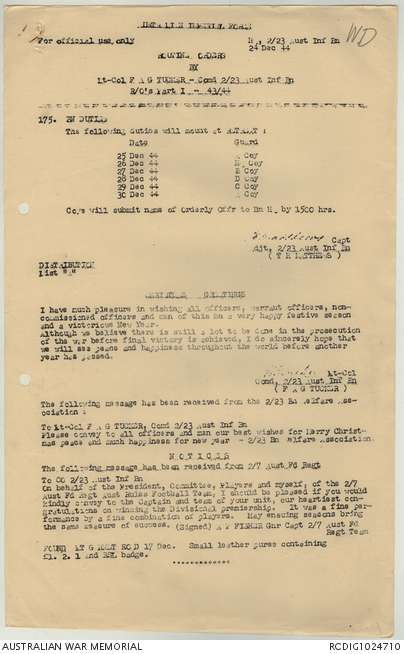 WD
For official use only
2/23 Aust Inf Bn
24 Dec 44
ROUTINE ORDERS
BY
Lt-Col F A G TUCKER - Comd 2/23 Aust Inf Bn
R/O's Part I - 43/44
175. BN DUTIES
The following duties will mount at RETREAT :
Date Guard
25 Dec 44 Coy
26 Dec 44 Coy
27 Dec 44 Coy
28 Dec 44 D Coy
29 Dec 44 C Coy
30 Dec 44 Coy
Coys will submit name of Orderly Offr to Bn HQ by 1500 hrs.
Capt
Adjt, 2/23 Aust Inf Bn
( T R MATTHEWS )
DISTRIBUTION
List
CHRISTMAS GREETINGS
I have much pleasure in wishing all officers, warrant officers, non-
commissioned officers and men of this Bn a very happy festive season
and a victorious New Year.
Although we believe there is still a lot to be done in the prosecution
of the war before final victory is achieved, I do sincerely hope that
we will see peace and happiness throughout the world before another
year has passed.
Lt-Col
Comd, 2/23 Aust Inf Bn
( F A G TUCKER )
The following message has been received from the 2/23 Bn Welfare Ass-
ociation :
To Lt-Col F A G TUCKER, Comd 2/23 Aust Inf Bn
Please convey to all officers and men our best wishes for Merry Christ-
mas peace and much happiness for new year - 2/23 Bn Welfare Association.
NOTICES
The following message has been received from 2/7 Aust Fd Regt
To CO 2/23 Aust Inf Bn
On behalf of the President, Committee, Players and myself, of the 2/7
Aust Fd Regt Aust Rules Football Team, I should be pleased if you would
kindly convey to the Captain and team of your unit, our heartiest con-
gratulations on winning the Divisional premiership. It was a fine per-
formance by a fine combination of players. May ensuing seasons bring
the same measure of success. (Signed) Capt 2/7 Aust Fd
Regt Team
FOUND AT ROAD 17 Dec. Small leather purse containing
£1. 2. 1 and RSL badge.
************
AUSTRALIAN WAR MEMORIAL RCDIG1024710